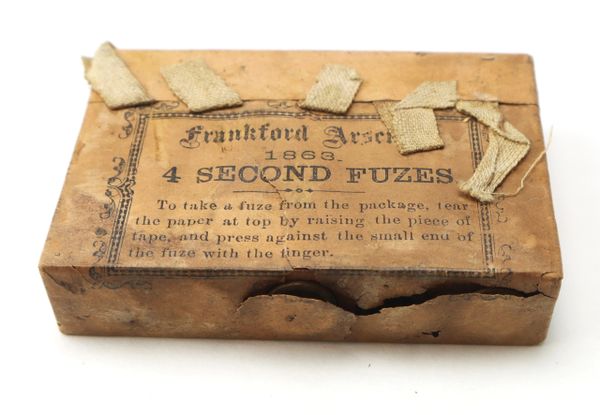 Frankford
1863.
4 SECOND FUZES
To take a fuze from the package, tear
the paper at top by raising the piece of
tape, and press against the small end of
the fuze with the finger.